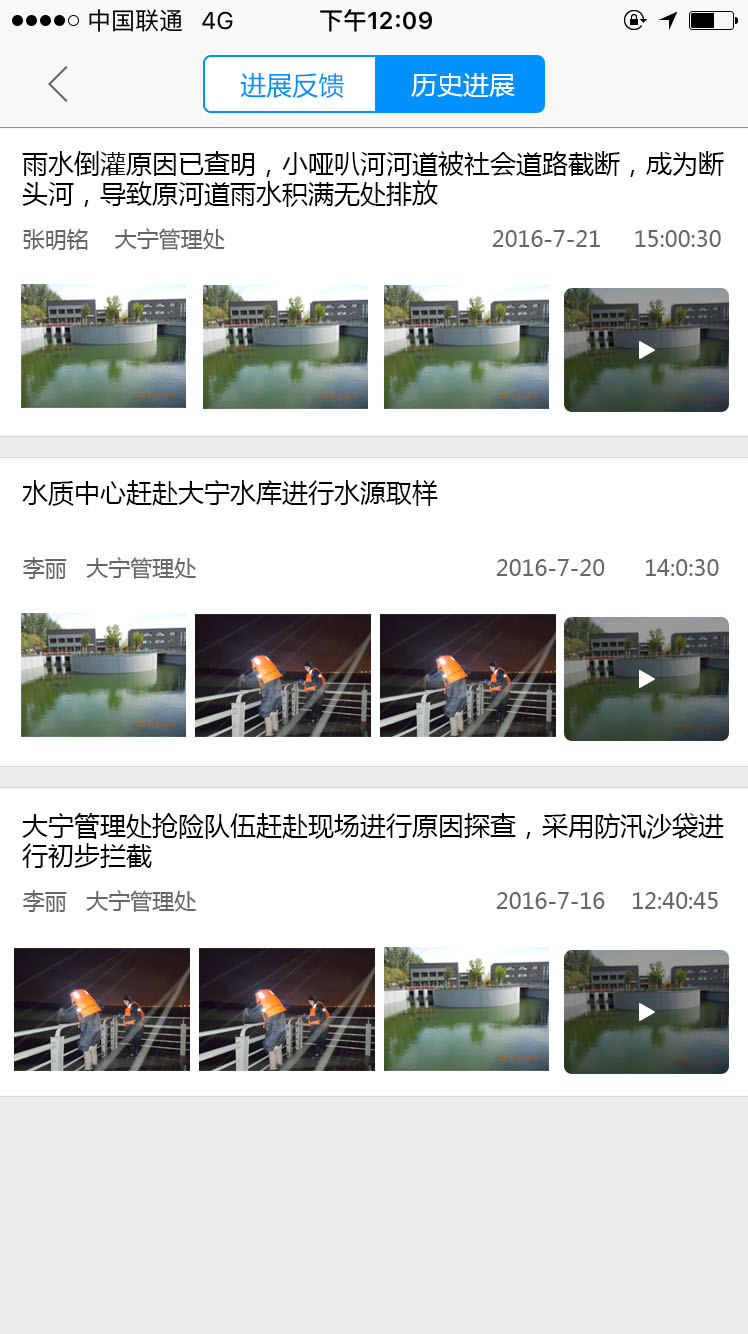 中国联通 4G 下午12:09
进展反馈 历史进展
雨水倒灌原因已查明，小哑叭河河道被社会道路截断，成为断
头河，导致原河道雨水积满无处排放
张明铭 大宁管理处 2016-7-21 15:00:30
水质中心赶赴大宁水库进行水源取样
李丽 大宁管理处 2016-7-20 14:0:30
大宁管理处抢险队伍赶赴现场进行原因探查，采用防汛沙袋进
行初步拦截
李丽 大宁管理处 2016-7-16 12:40:45